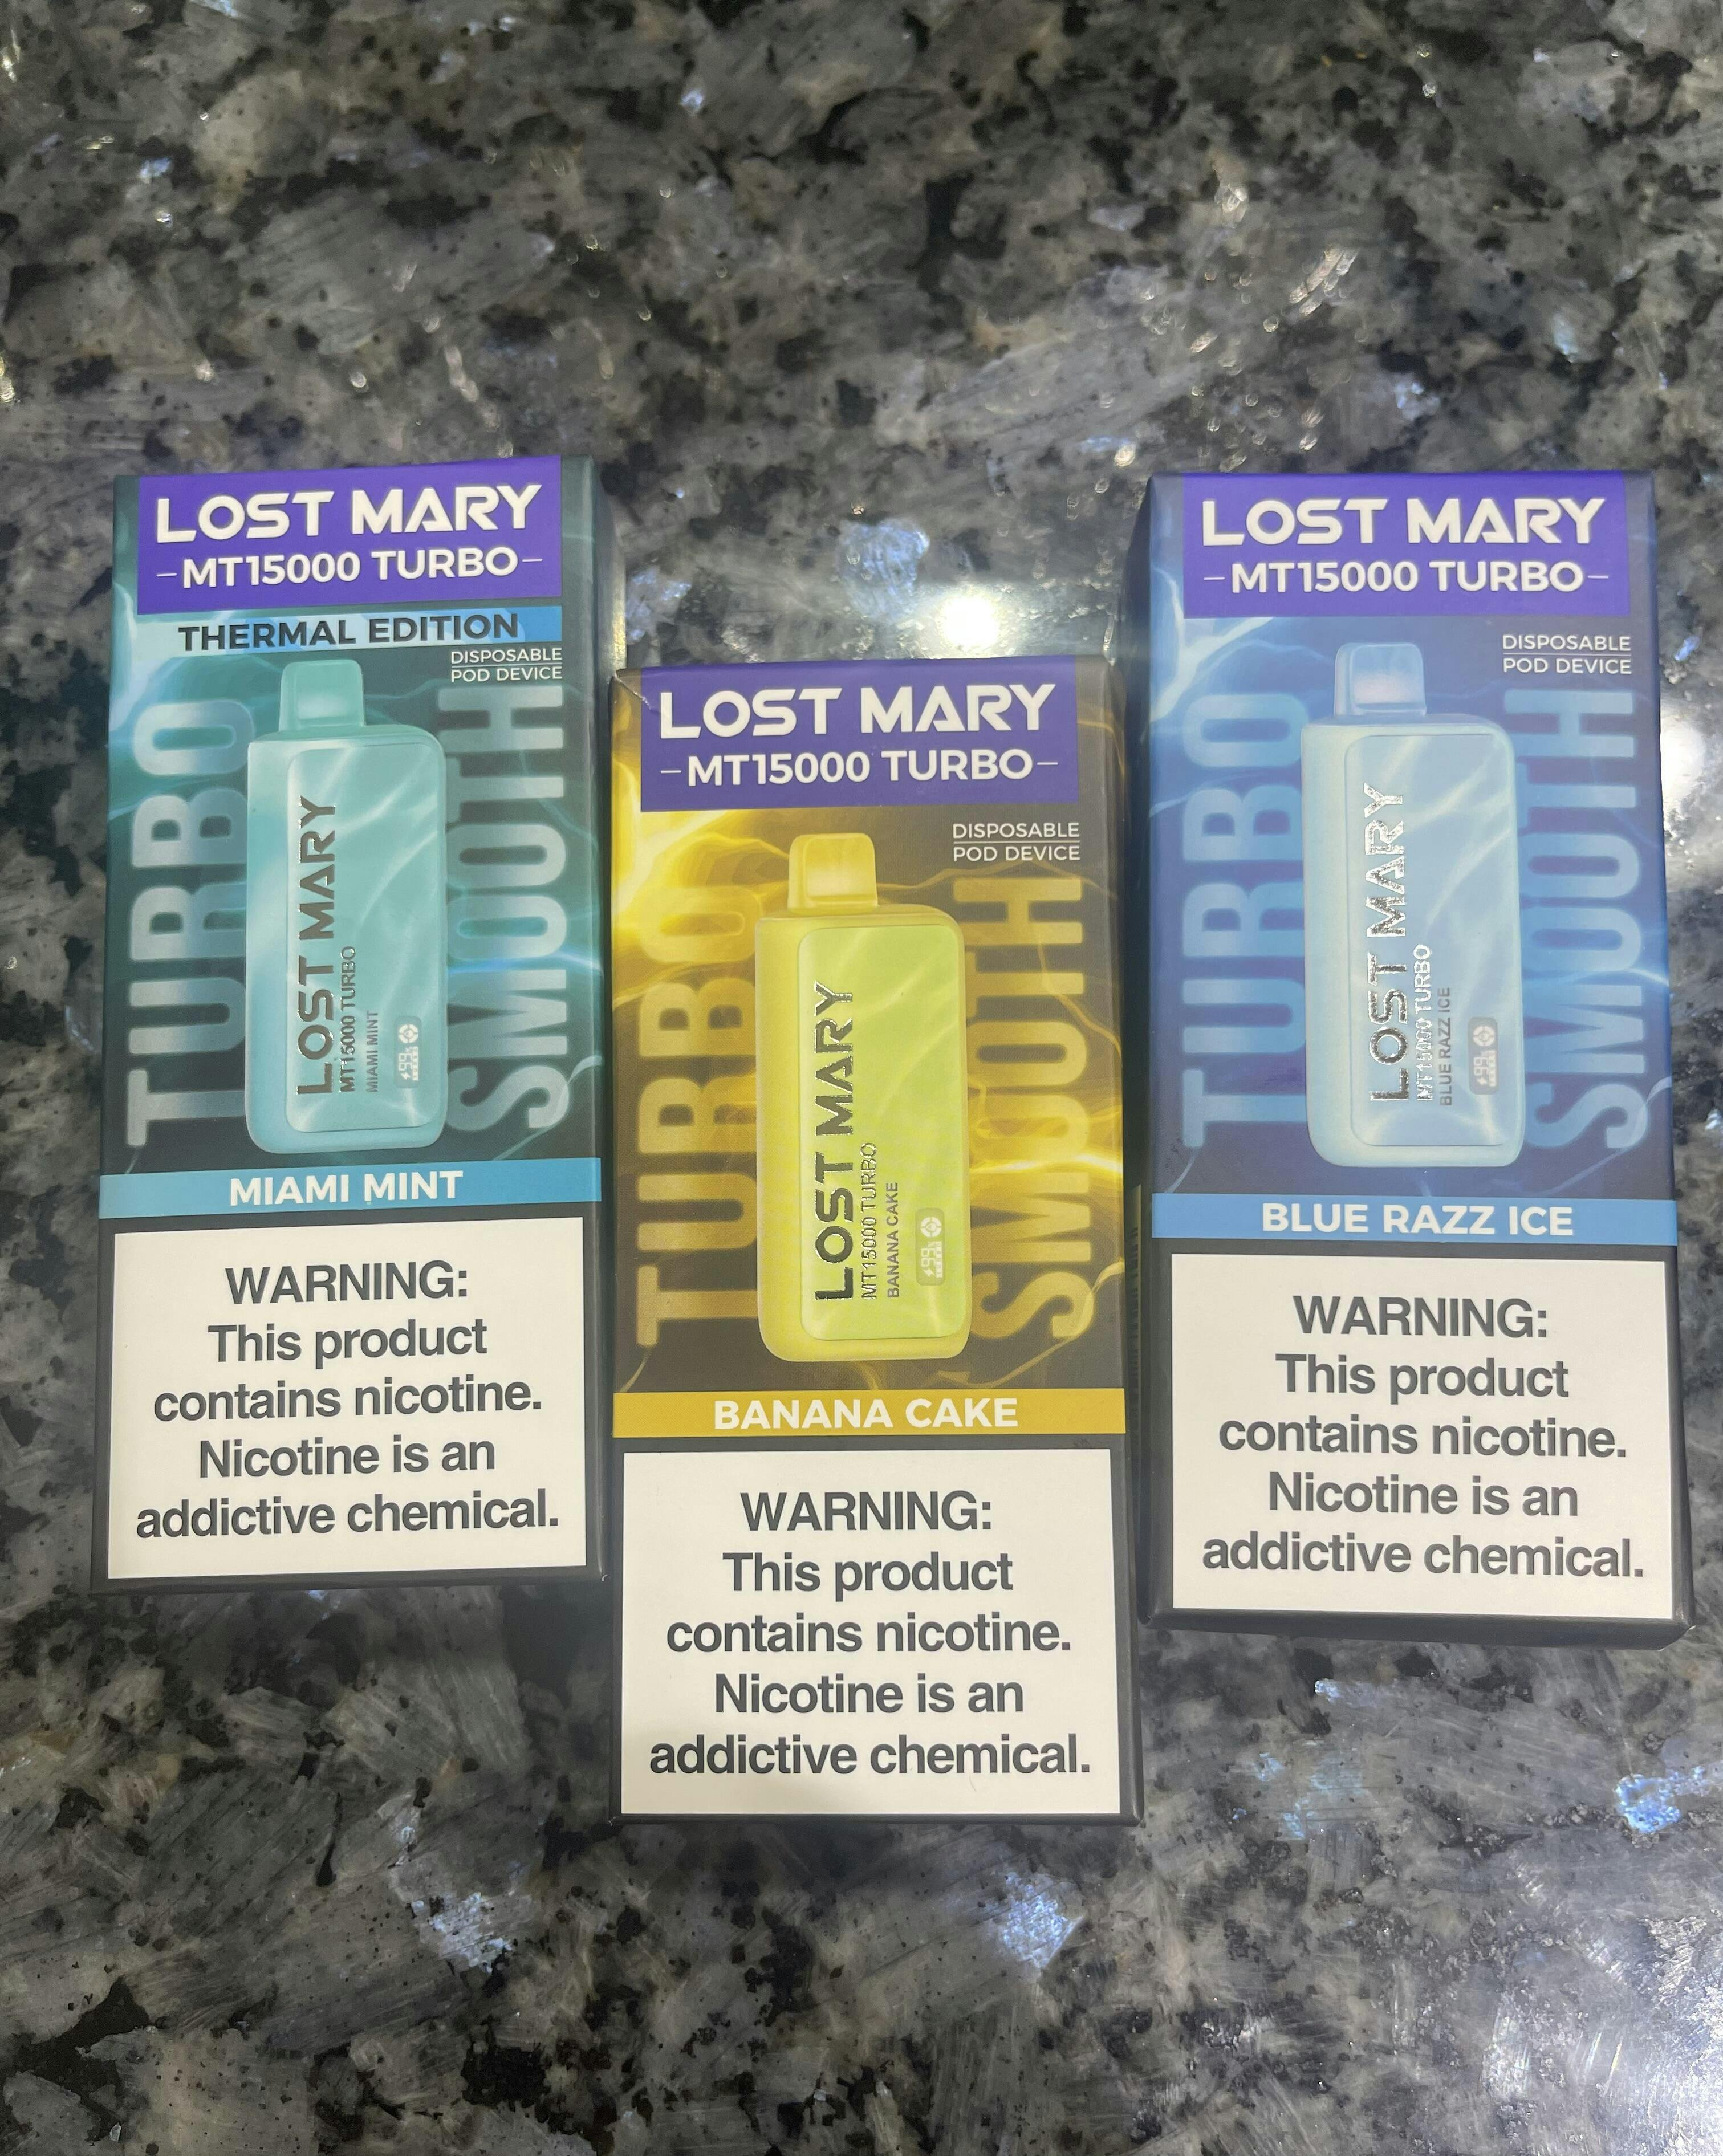 LOST MARY
-MT15000 TURBO-
THERMAL EDITION
DISPOSABLE
POD DEVICE
TURBO
SMOOTH
LOST MARY
MT15000 TURBO
MIAMI MINT
MIAMI MINT
WARNING:
This product
contains nicotine.
Nicotine is an
addictive chemical.
LOST MARY
-MT15000 TURBO-
DISPOSABLE
POD DEVICE
TURBO
SMOOTH
LOST MARY
MT15000 TURBO
BANANA CAKE
BANANA CAKE
WARNING:
This product
contains nicotine.
Nicotine is an
addictive chemical.
LOST MARY
-MT15000 TURBO-
DISPOSABLE
POD DEVICE
TURBO
SMOOTH
LOST MARY
MT15000 TURBO
BLUE RAZZ ICE
BLUE RAZZ ICE
WARNING:
This product
contains nicotine.
Nicotine is an
addictive chemical.